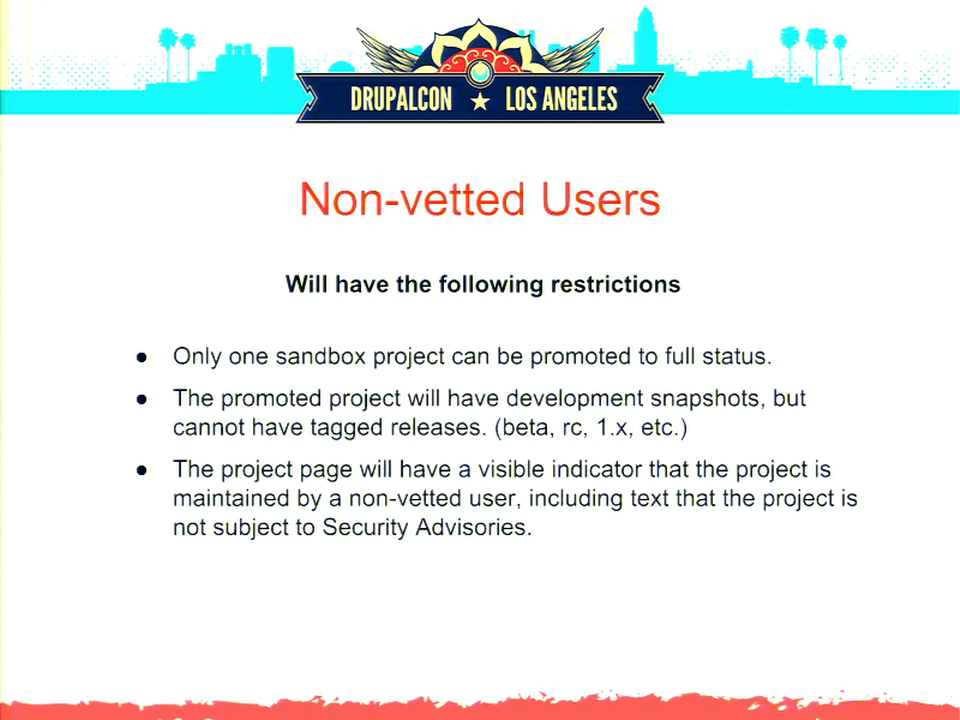 DRUPALCON ★ LOS ANGELES
Non-vetted Users
Will have the following restrictions
● Only one sandbox project can be promoted to full status.
● The promoted project will have development snapshots, but
cannot have tagged releases. (beta, rc, 1.x, etc.)
● The project page will have a visible indicator that the project is
maintained by a non-vetted user, including text that the project is
not subject to Security Advisories.